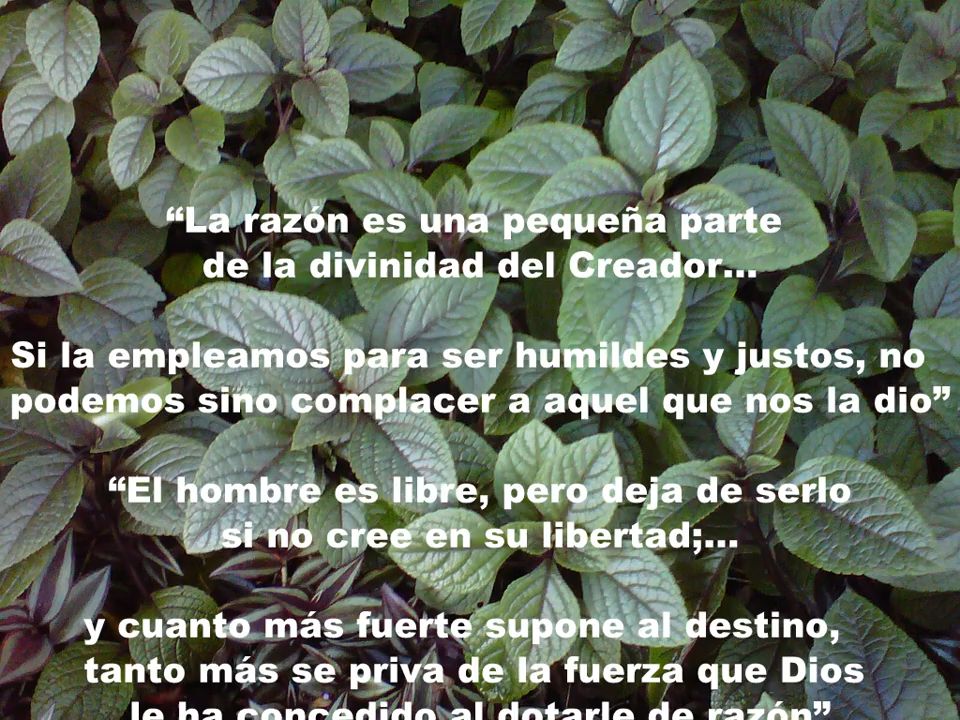 “La razón es una pequeña parte
de la divinidad del Creador...
Si la empleamos para ser humildes y justos, no
podemos sino complacer a aquel que nos la dio”
“El hombre es libre, pero deja de serlo
si no cree en su libertad;...
y cuanto más fuerte supone al destino,
tanto más se priva de la fuerza que Dios
le ha concedido al dotarle de razón”